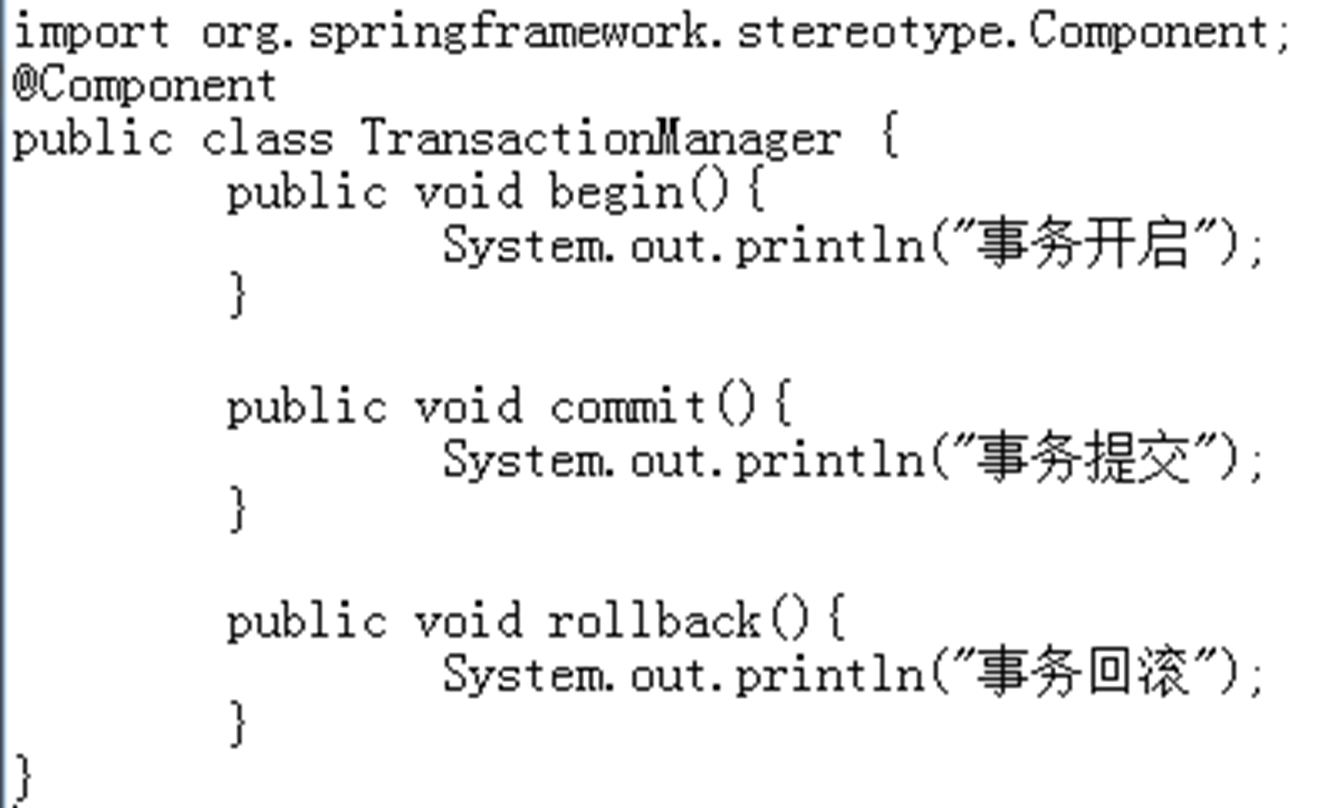 import org.springframework.stereotype.Component;
@Component
public class TransactionManager {
public void begin(){
System.out.println("事务开启");
}
public void commit(){
System.out.println("事务提交");
}
public void rollback(){
System.out.println("事务回滚");
}
}